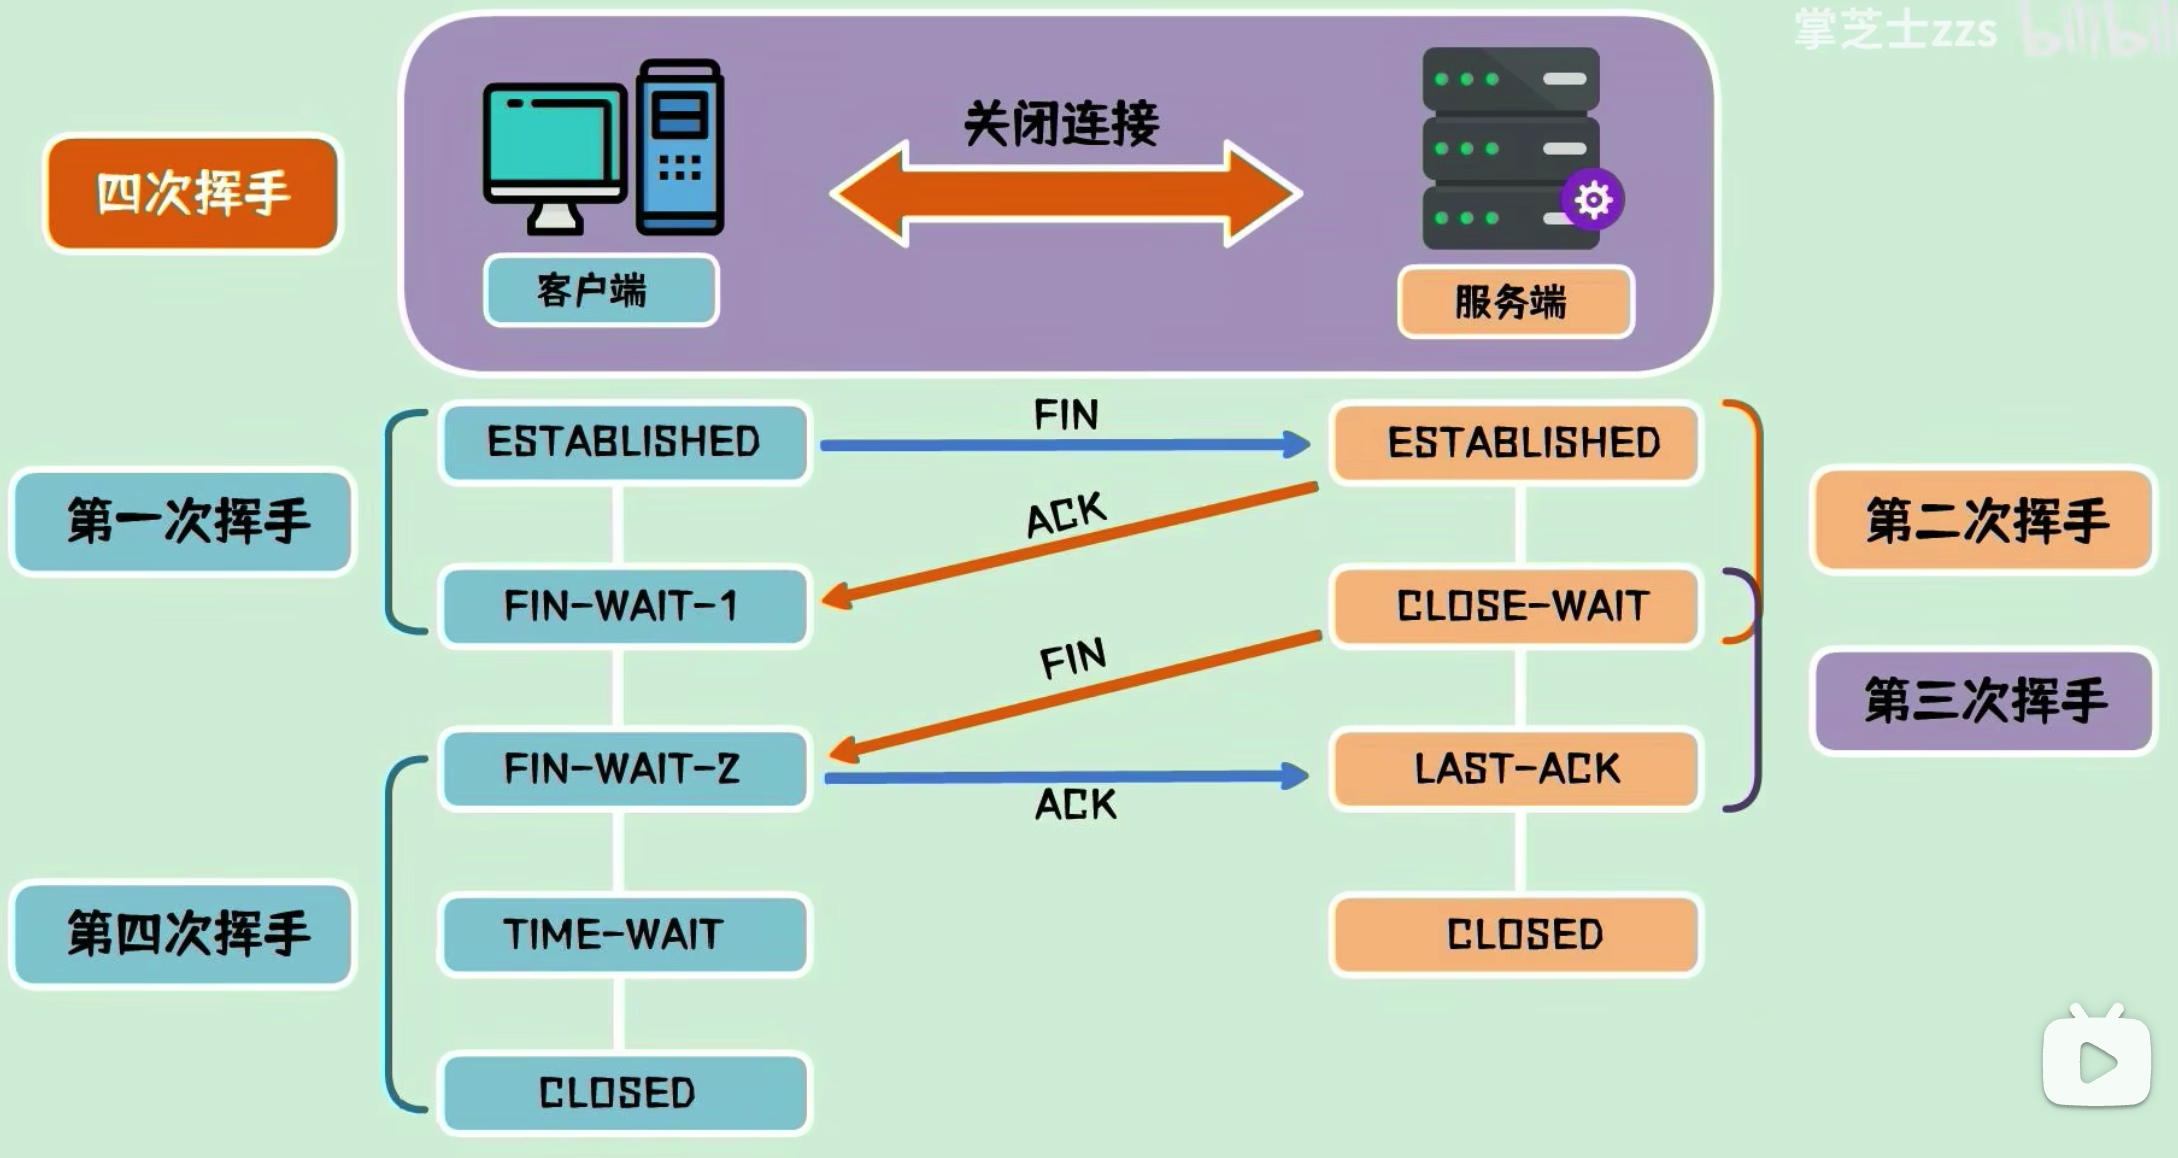 掌芝士zzs bilibili
关闭连接
四次挥手
客户端
服务端
ESTABLISHED
FIN
ESTABLISHED
第一次挥手
ACK
第二次挥手
FIN-WAIT-1
CLOSE-WAIT
FIN
第三次挥手
FIN-WAIT-2
LAST-ACK
ACK
第四次挥手
TIME-WAIT
CLOSED
CLOSED